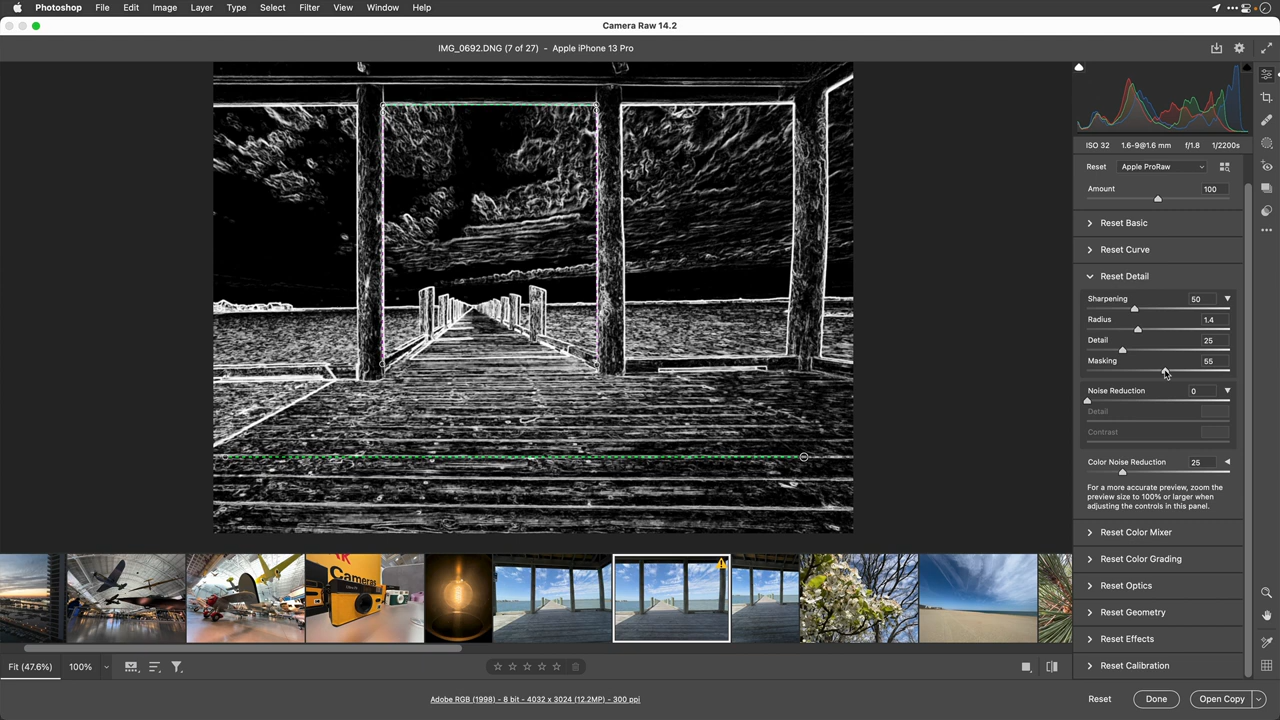 Photoshop File Edit Image Layer Type Select Filter View Window Help
Camera Raw 14.2
IMG_0692.DNG (7 of 27) - Apple iPhone 13 Pro
ISO 32 1.6-9@1.6 mm f/1.8 1/2200s
Reset Apple ProRaw
Amount 100
Reset Basic
Reset Curve
Reset Detail
Sharpening 50
Radius 1.4
Detail 25
Masking 55
Noise Reduction 0
Detail
Contrast
Color Noise Reduction 25
For a more accurate preview, zoom the
preview size to 100% or larger when
adjusting the controls in this panel.
Reset Color Mixer
Reset Color Grading
Reset Optics
Reset Geometry
Reset Effects
Reset Calibration
Cameras
Fit (47.6%) 100%
Adobe RGB (1998) - 8 bit - 4032 x 3024 (12.2MP) - 300 ppi
Reset Done Open Copy